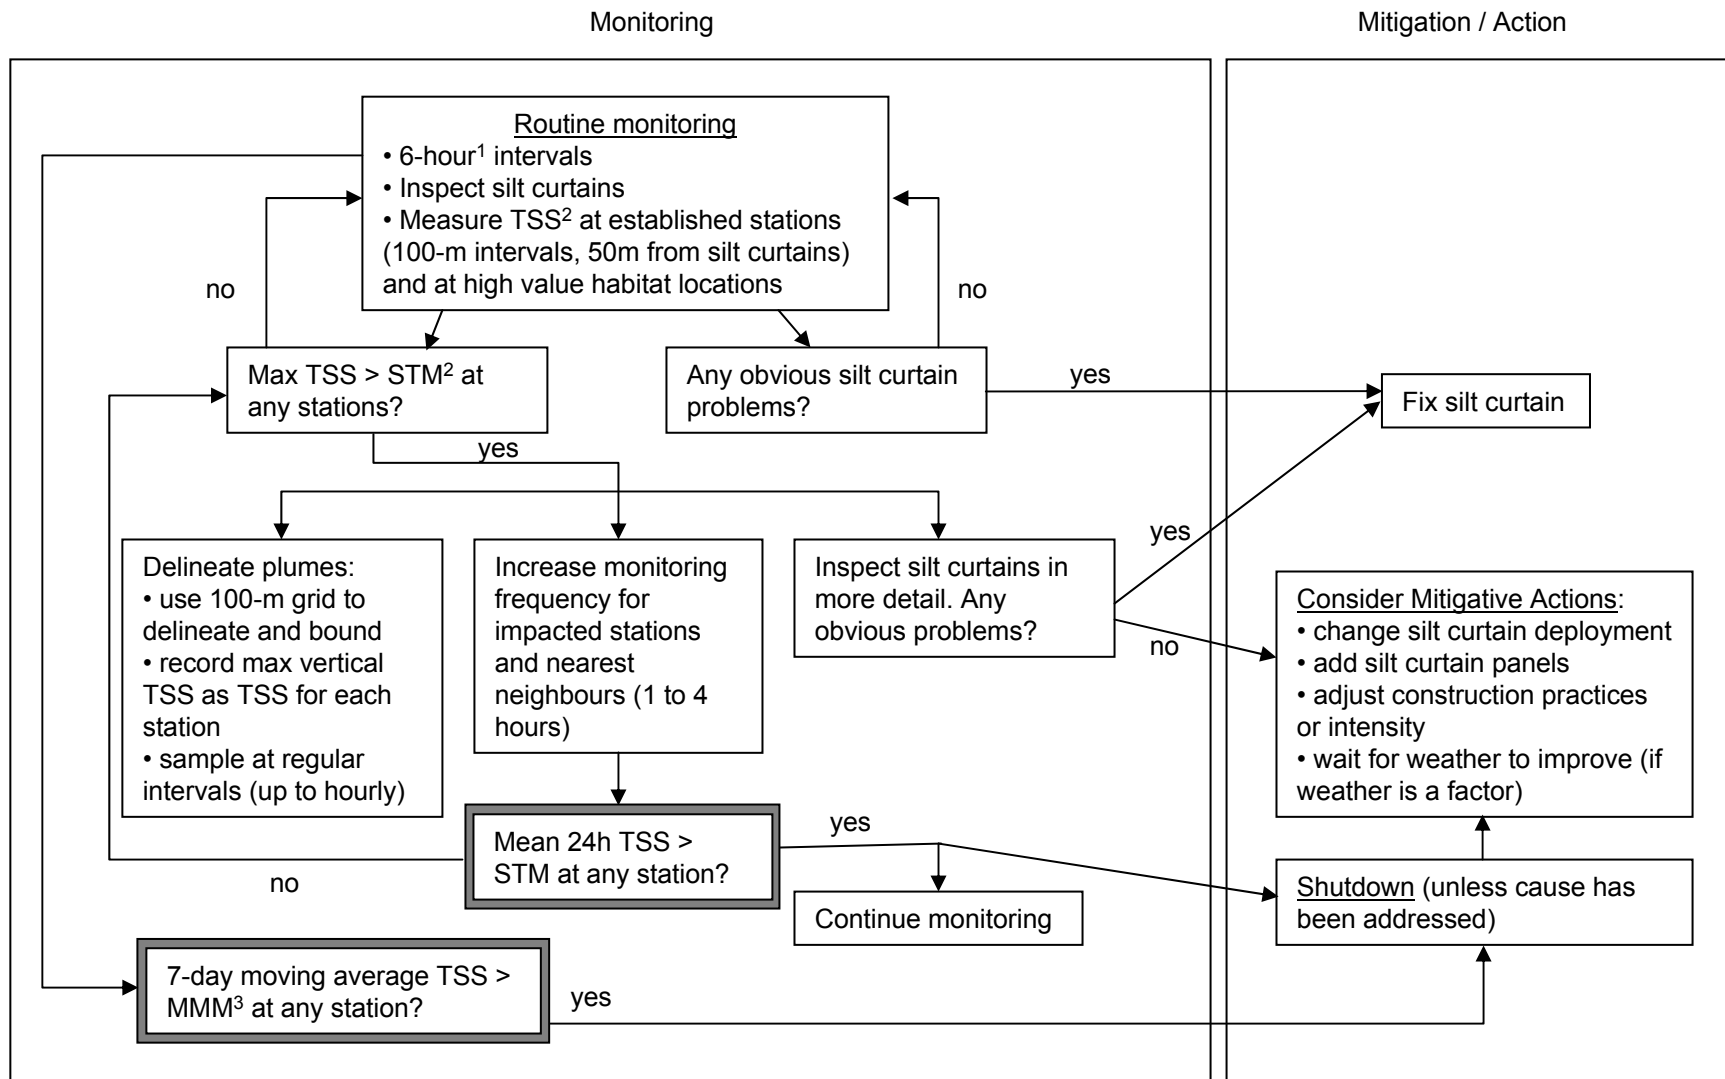 Monitoring
Mitigation / Action
Routine monitoring
• 6-hour¹ intervals
• Inspect silt curtains
• Measure TSS² at established stations
(100-m intervals, 50m from silt curtains)
and at high value habitat locations
no
no
Max TSS > STM² at
any stations?
Any obvious silt curtain
problems?
yes
Fix silt curtain
yes
Delineate plumes:
• use 100-m grid to
delineate and bound
• record max vertical
TSS as TSS for each
station
• sample at regular
intervals (up to hourly)
Increase monitoring
frequency for
impacted stations
and nearest
neighbours (1 to 4
hours)
Inspect silt curtains in
more detail. Any
obvious problems?
yes
no
Consider Mitigative Actions:
• change silt curtain deployment
• add silt curtain panels
• adjust construction practices
or intensity
• wait for weather to improve (if
weather is a factor)
Mean 24h TSS >
STM at any station?
yes
no
Continue monitoring
Shutdown (unless cause has
been addressed)
7-day moving average TSS >
MMM³ at any station?
yes